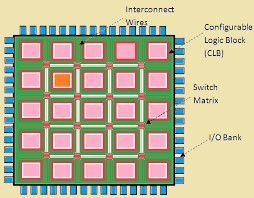 Interconnect
Wires
Configurable
Logic Block
(CLB)
Switch
Matrix
I/O Bank